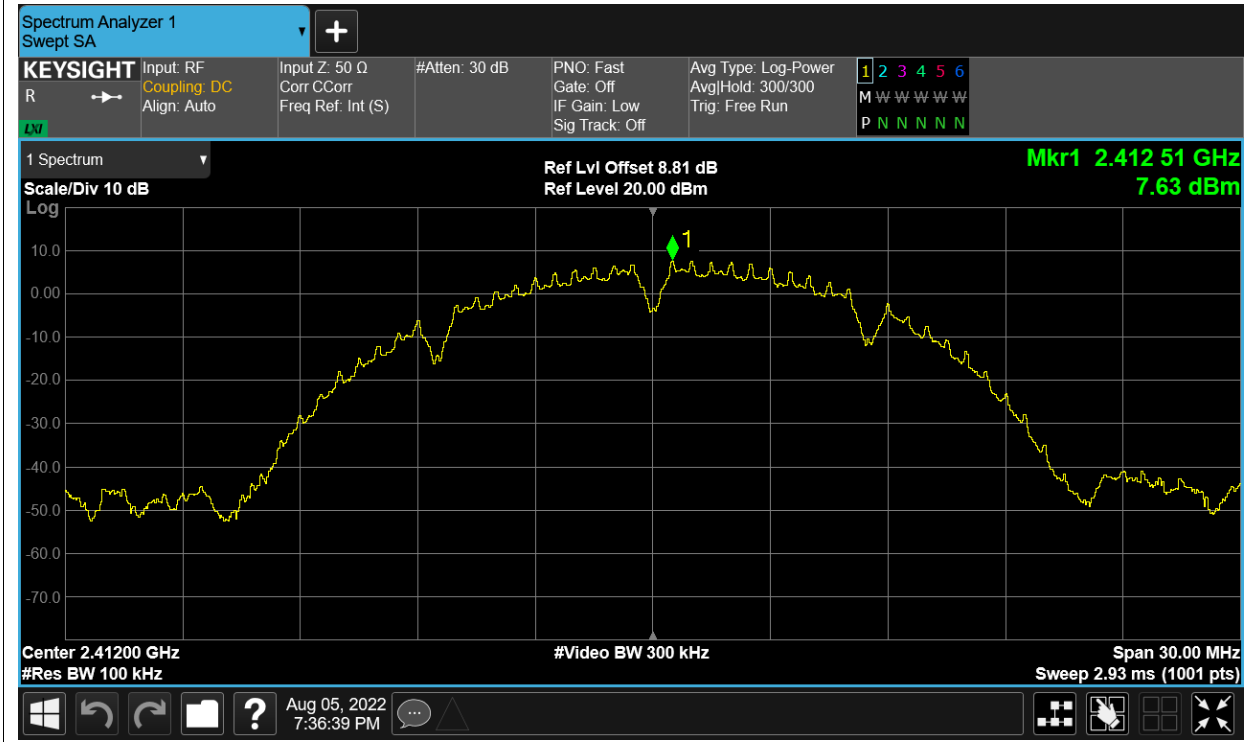 Spectrum Analyzer 1
Swept SA
KEYSIGHT
R
LXI
Input: RF
Coupling: DC
Align: Auto
Input Z: 50 Ω
Corr CCorr
Freq Ref: Int (S)
#Atten: 30 dB
PNO: Fast
Gate: Off
IF Gain: Low
Sig Track: Off
Avg Type: Log-Power
Avg|Hold: 300/300
Trig: Free Run
1 2 3 4 5 6
M W W W W W
P N N N N N
1 Spectrum
Scale/Div 10 dB
Log
Ref Lvl Offset 8.81 dB
Ref Level 20.00 dBm
Mkr1 2.412 51 GHz
7.63 dBm
1
10.0
0.00
-10.0
-20.0
-30.0
-40.0
-50.0
-60.0
-70.0
Center 2.41200 GHz
#Res BW 100 kHz
#Video BW 300 kHz
Span 30.00 MHz
Sweep 2.93 ms (1001 pts)
?
Aug 05, 2022
7:36:39 PM